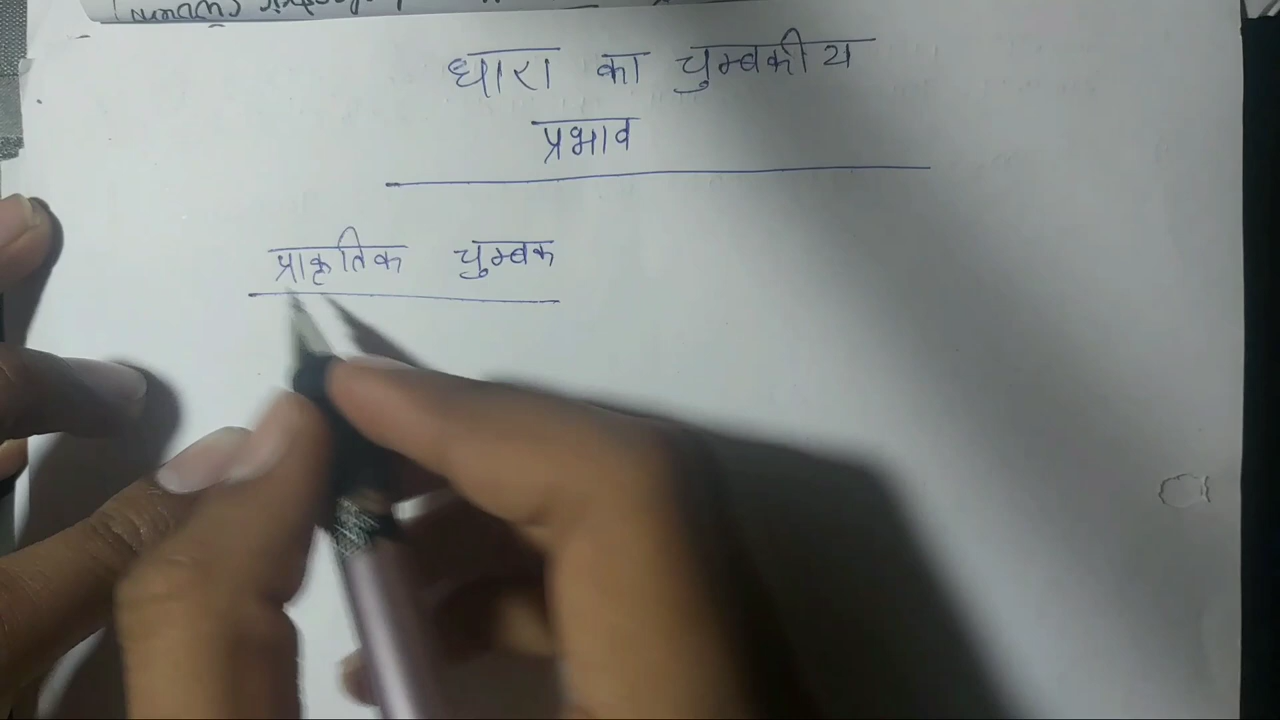 धारा का चुम्बकीय
प्रभाव
प्राकृतिक चुम्बक